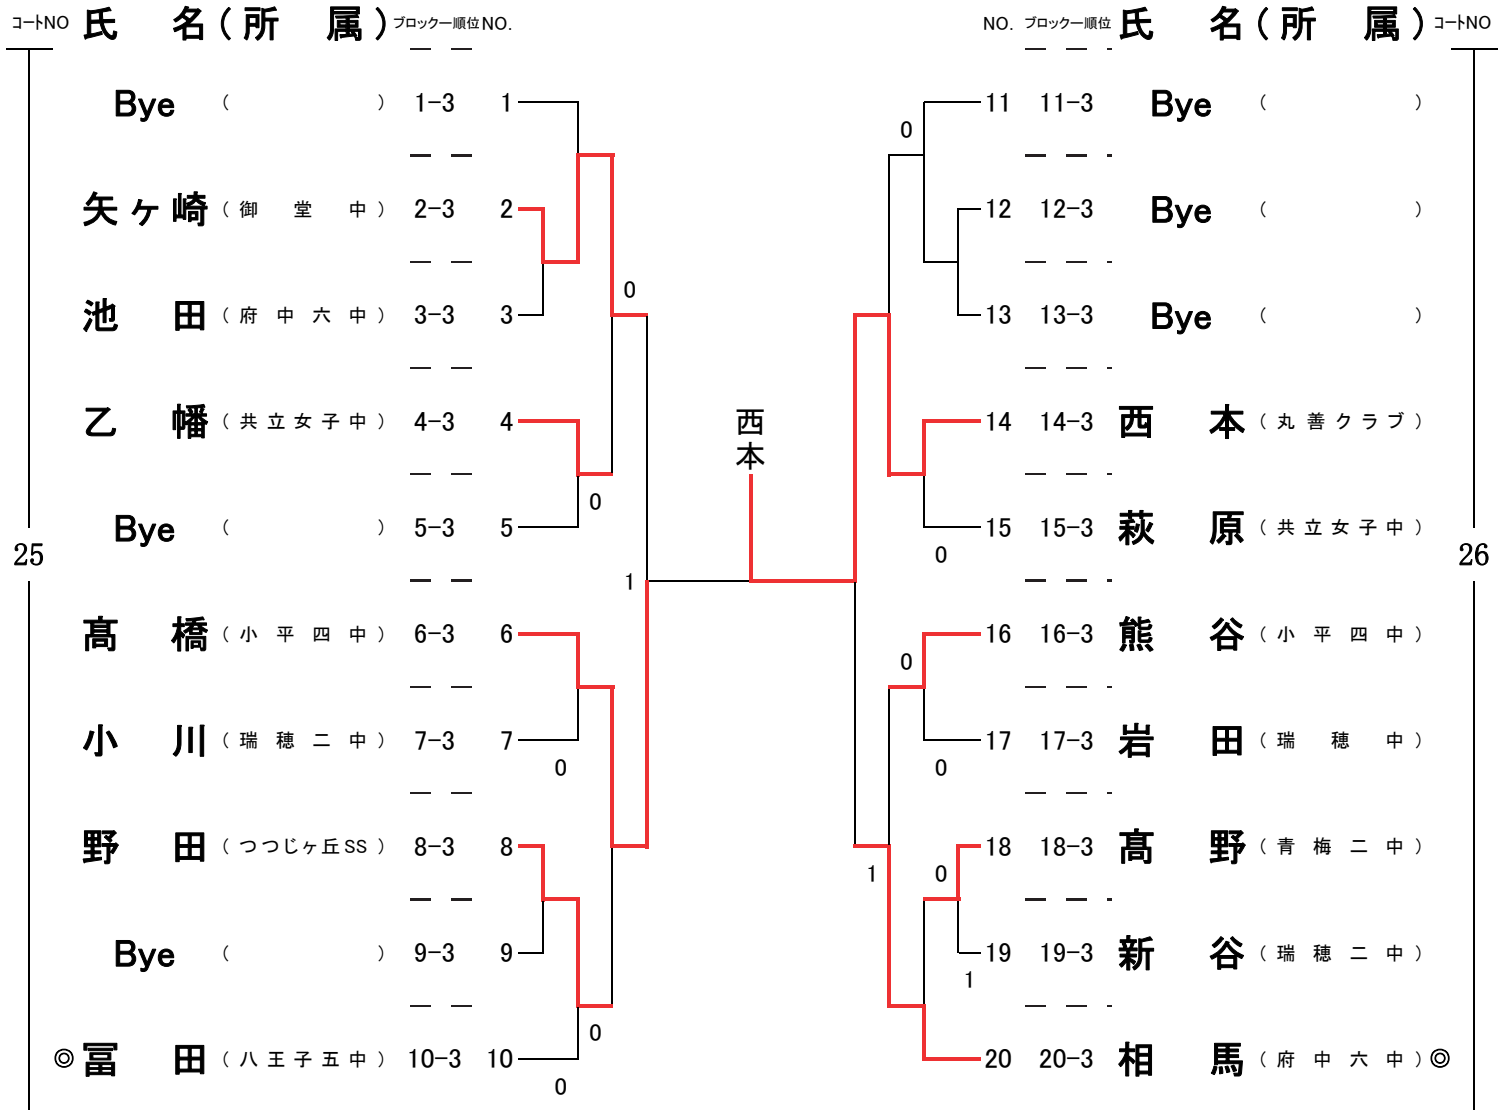 コートNO 氏 名(所 属) ブロックー順位 NO.
Bye ( ) 1-3 1
矢ヶ崎 (御堂中) 2-3 2
池田 (府中六中) 3-3 3
乙幡 (共立女子中) 4-3 4
Bye ( ) 5-3 5
髙橋 (小平四中) 6-3 6
小川 (瑞穂二中) 7-3 7
野田 (つつじヶ丘SS) 8-3 8
Bye ( ) 9-3 9
◎ 冨田 (八王子五中) 10-3 10
25
0
0
1
0
0
0
西本
NO. ブロックー順位 氏 名(所 属) コートNO
11 11-3 Bye ( )
12 12-3 Bye ( )
13 13-3 Bye ( )
14 14-3 西本 (丸善クラブ)
15 15-3 萩原 (共立女子中)
16 16-3 熊谷 (小平四中)
17 17-3 岩田 (瑞穂中)
18 18-3 髙野 (青梅二中)
19 19-3 新谷 (瑞穂二中)
20 20-3 相馬 (府中六中) ◎
26
0
0
0
0
1
0
1